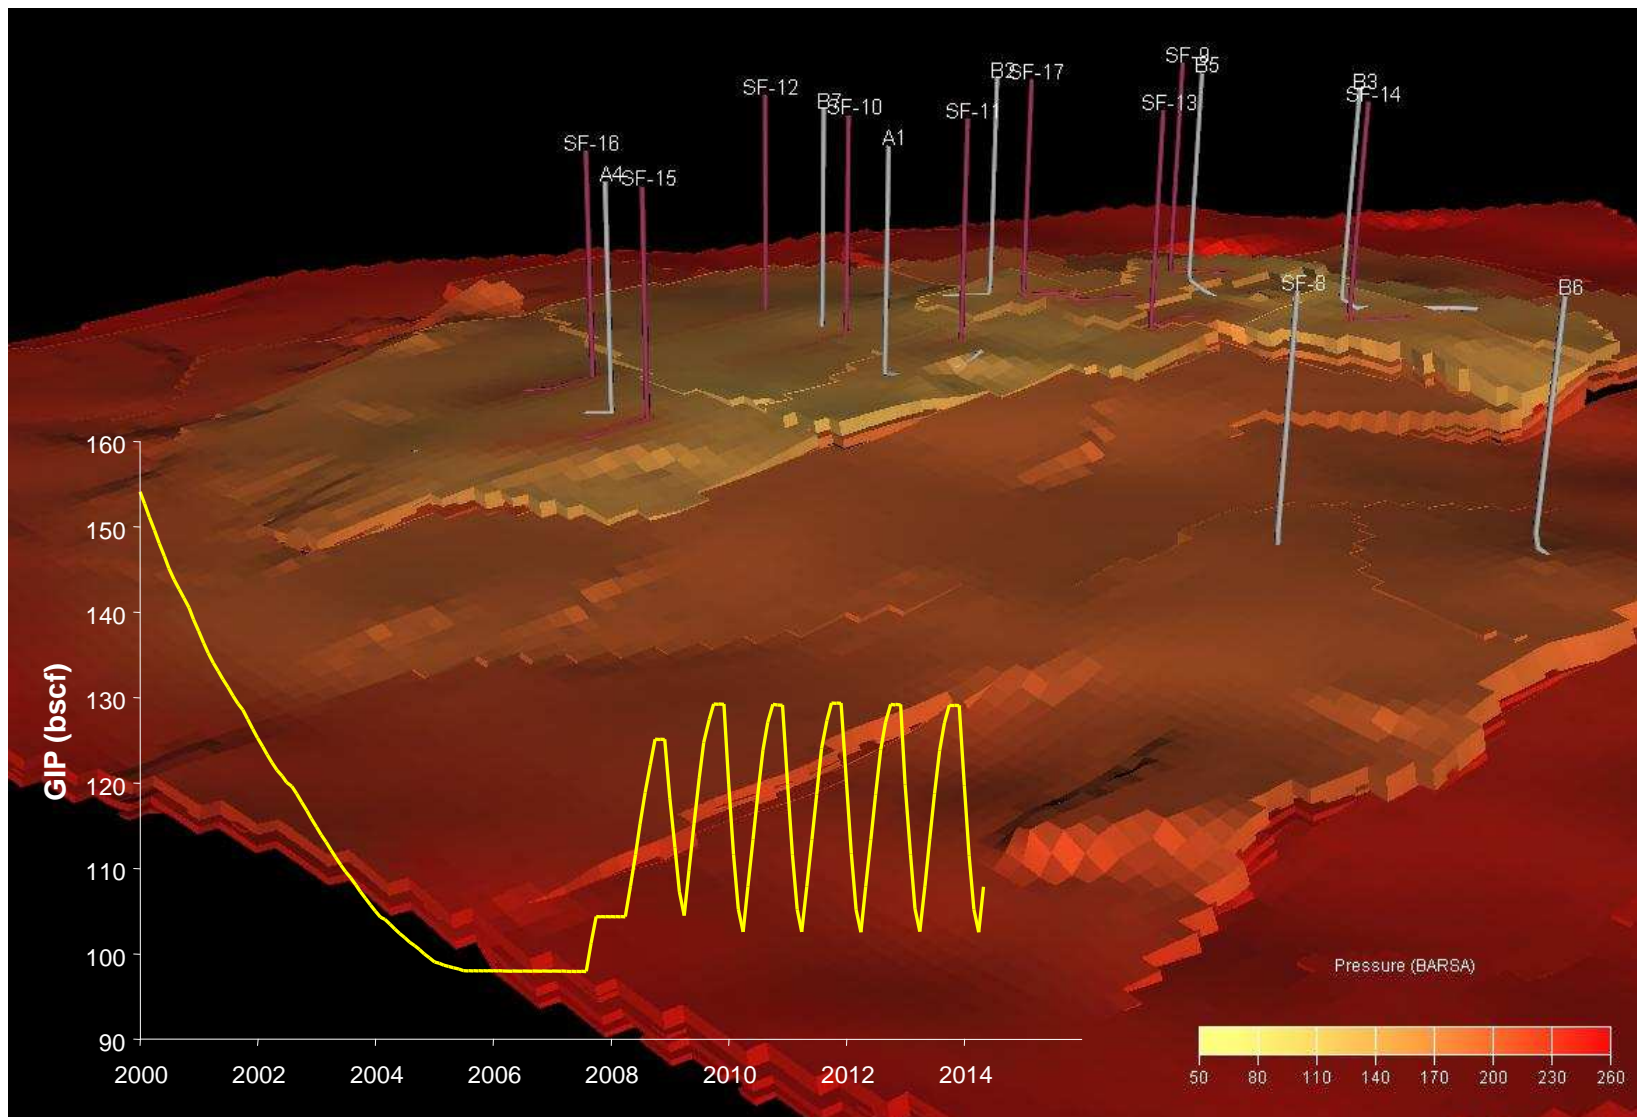 SF-9
B5
B2
SF-17
B3
SF-14
SF-12
B7
SF-10
SF-11
SF-13
A1
SF-16
A4
SF-15
SF-8
B6
160
150
140
130
120
110
100
90
GIP (bscf)
2000 2002 2004 2006 2008 2010 2012 2014
Pressure (BARSA)
50 80 110 140 170 200 230 260